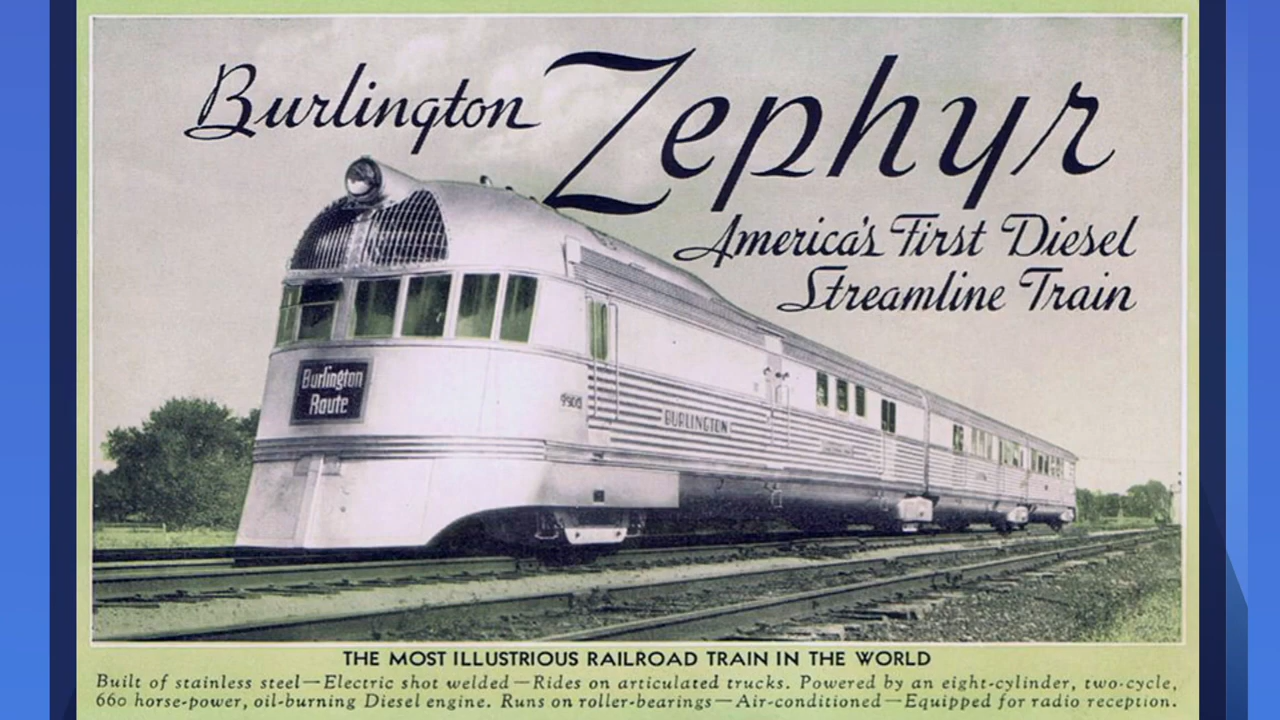 Burlington Zephyr
America's First Diesel
Streamline Train
Burlington
Route
9900
BURLINGTON
THE MOST ILLUSTRIOUS RAILROAD TRAIN IN THE WORLD
Built of stainless steel—Electric shot welded—Rides on articulated trucks. Powered by an eight-cylinder, two-cycle,
660 horse-power, oil-burning Diesel engine. Runs on roller-bearings—Air-conditioned—Equipped for radio reception.